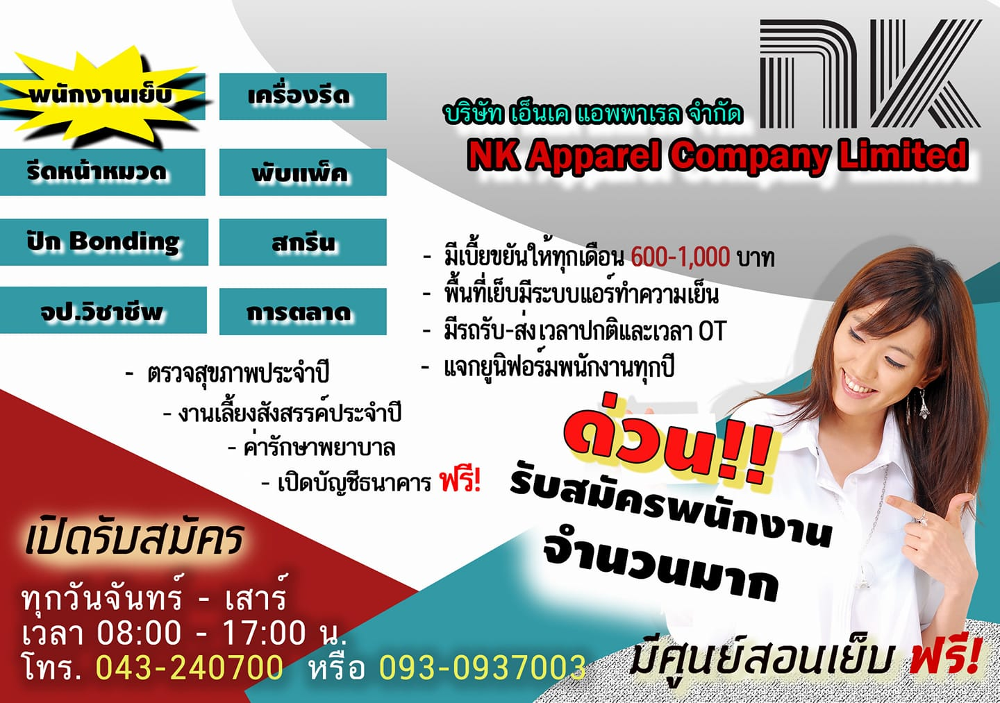 NK
บริษัท เอ็นเค แอพพาเรล จำกัด
NK Apparel Company Limited
พนักงานเย็บ
เครื่องรีด
รีดหน้าหมวด
พับแพ็ค
ปัก Bonding
สกรีน
จป.วิชาชีพ
การตลาด
- มีเบี้ยขยันให้ทุกเดือน 600-1,000 บาท
- พื้นที่เย็บมีระบบแอร์ทำความเย็น
- มีรถรับ-ส่ง เวลาปกติและเวลา OT
- แจกยูนิฟอร์มพนักงานทุกปี
- ตรวจสุขภาพประจำปี
- งานเลี้ยงสังสรรค์ประจำปี
- ค่ารักษาพยาบาล
- เปิดบัญชีธนาคาร ฟรี!
ด่วน!!
รับสมัครพนักงาน
จำนวนมาก
เปิดรับสมัคร
ทุกวันจันทร์ - เสาร์
เวลา 08:00 - 17:00 น.
โทร. 043-240700 หรือ 093-0937003
มีศูนย์สอนเย็บ ฟรี!